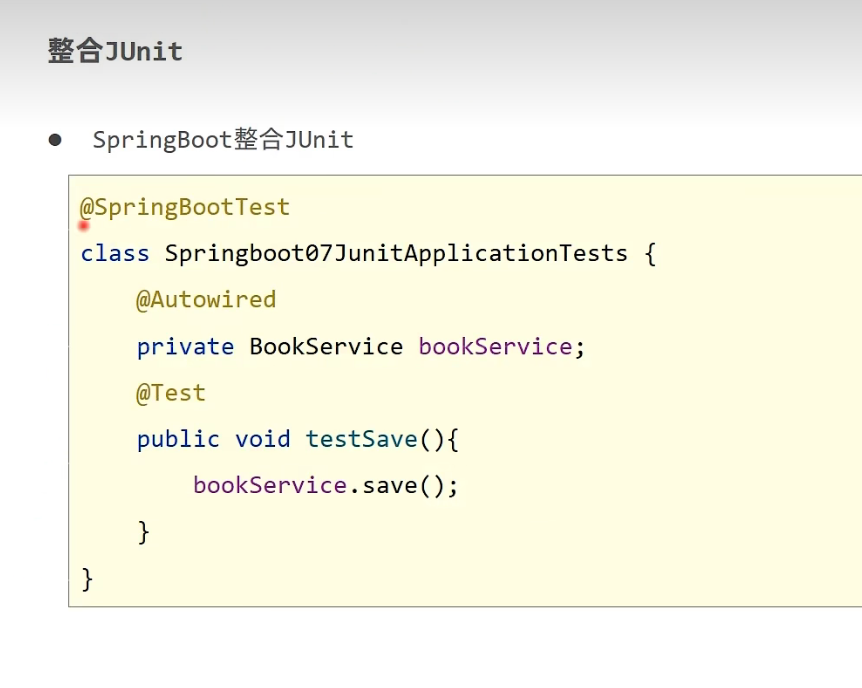 整合JUnit
● SpringBoot整合JUnit
@SpringBootTest
class Springboot07JunitApplicationTests {
    @Autowired
    private BookService bookService;
    @Test
    public void testSave(){
        bookService.save();
    }
}